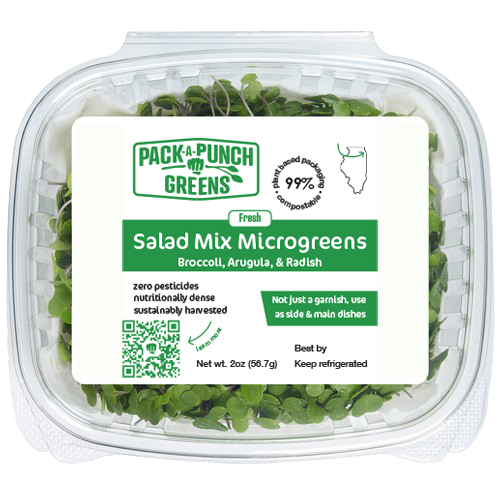 PACK-A-PUNCH
GREENS
• plant based packaging
• compostable
99%
Fresh
Salad Mix Microgreens
Broccoli, Arugula, & Radish
zero pesticides
nutritionally dense
sustainably harvested
Not just a garnish, use
as side & main dishes
learn more
Net wt. 2oz (56.7g)
Beet by
Keep refrigerated